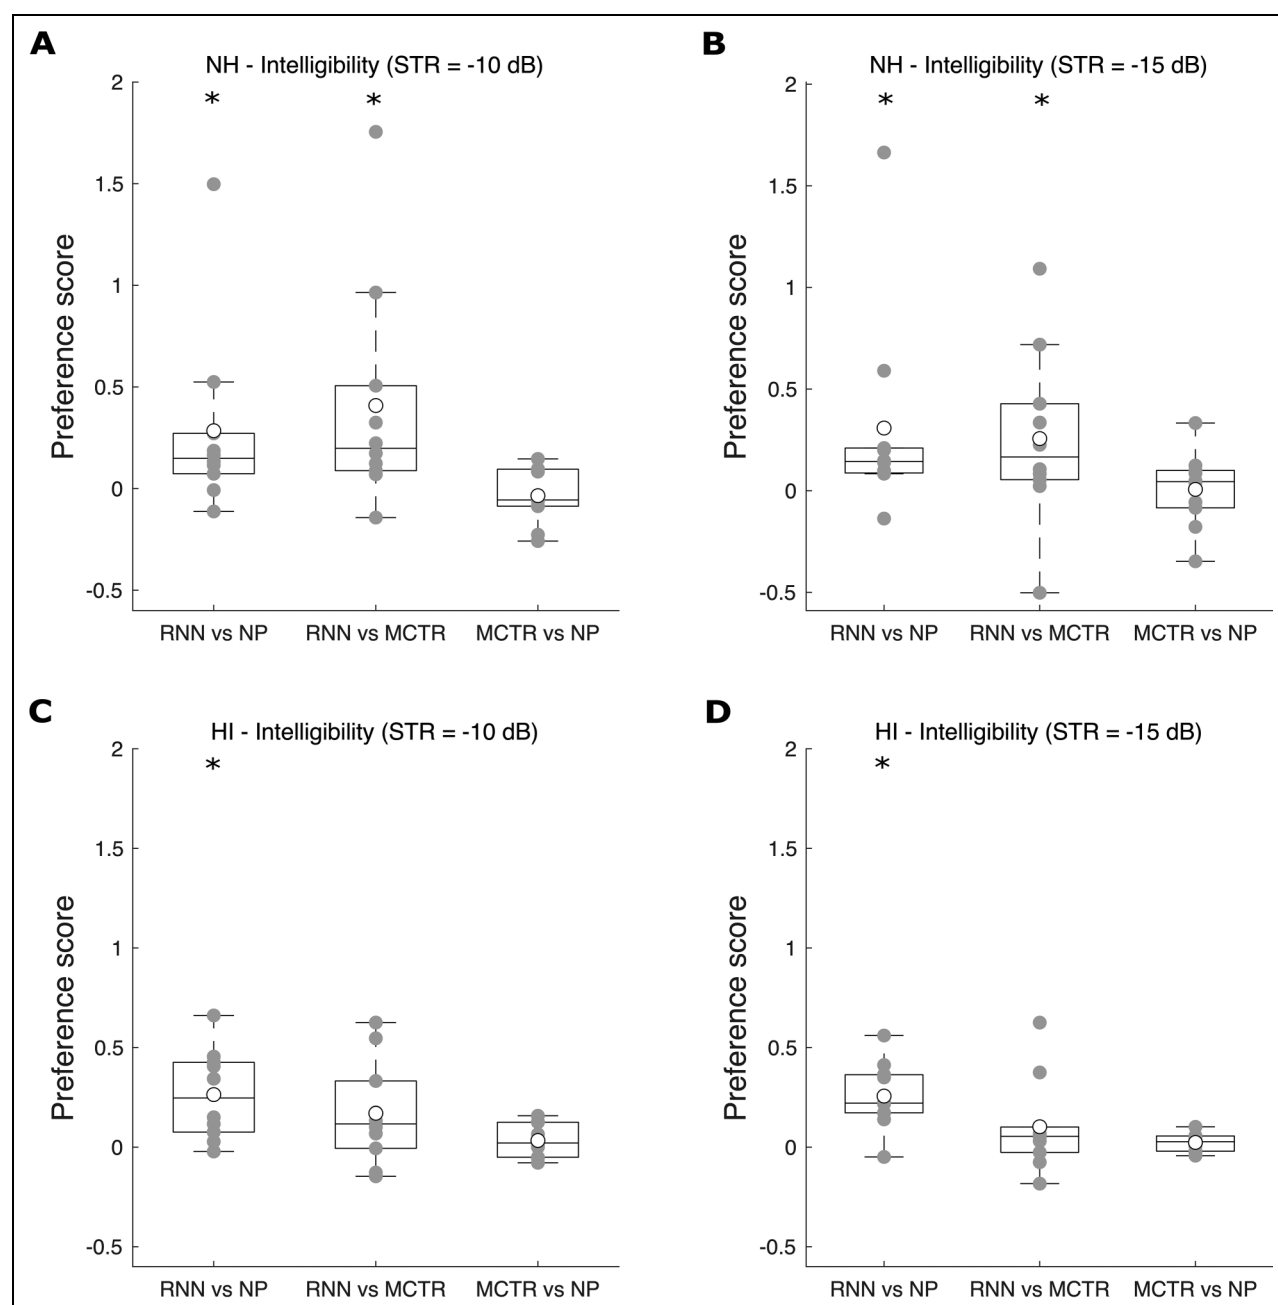 A
NH - Intelligibility (STR = -10 dB)
* *
2
1.5
1
0.5
0
-0.5
Preference score
RNN vs NP RNN vs MCTR MCTR vs NP
B
NH - Intelligibility (STR = -15 dB)
* *
2
1.5
1
0.5
0
-0.5
Preference score
RNN vs NP RNN vs MCTR MCTR vs NP
C
HI - Intelligibility (STR = -10 dB)
*
2
1.5
1
0.5
0
-0.5
Preference score
RNN vs NP RNN vs MCTR MCTR vs NP
D
HI - Intelligibility (STR = -15 dB)
*
2
1.5
1
0.5
0
-0.5
Preference score
RNN vs NP RNN vs MCTR MCTR vs NP